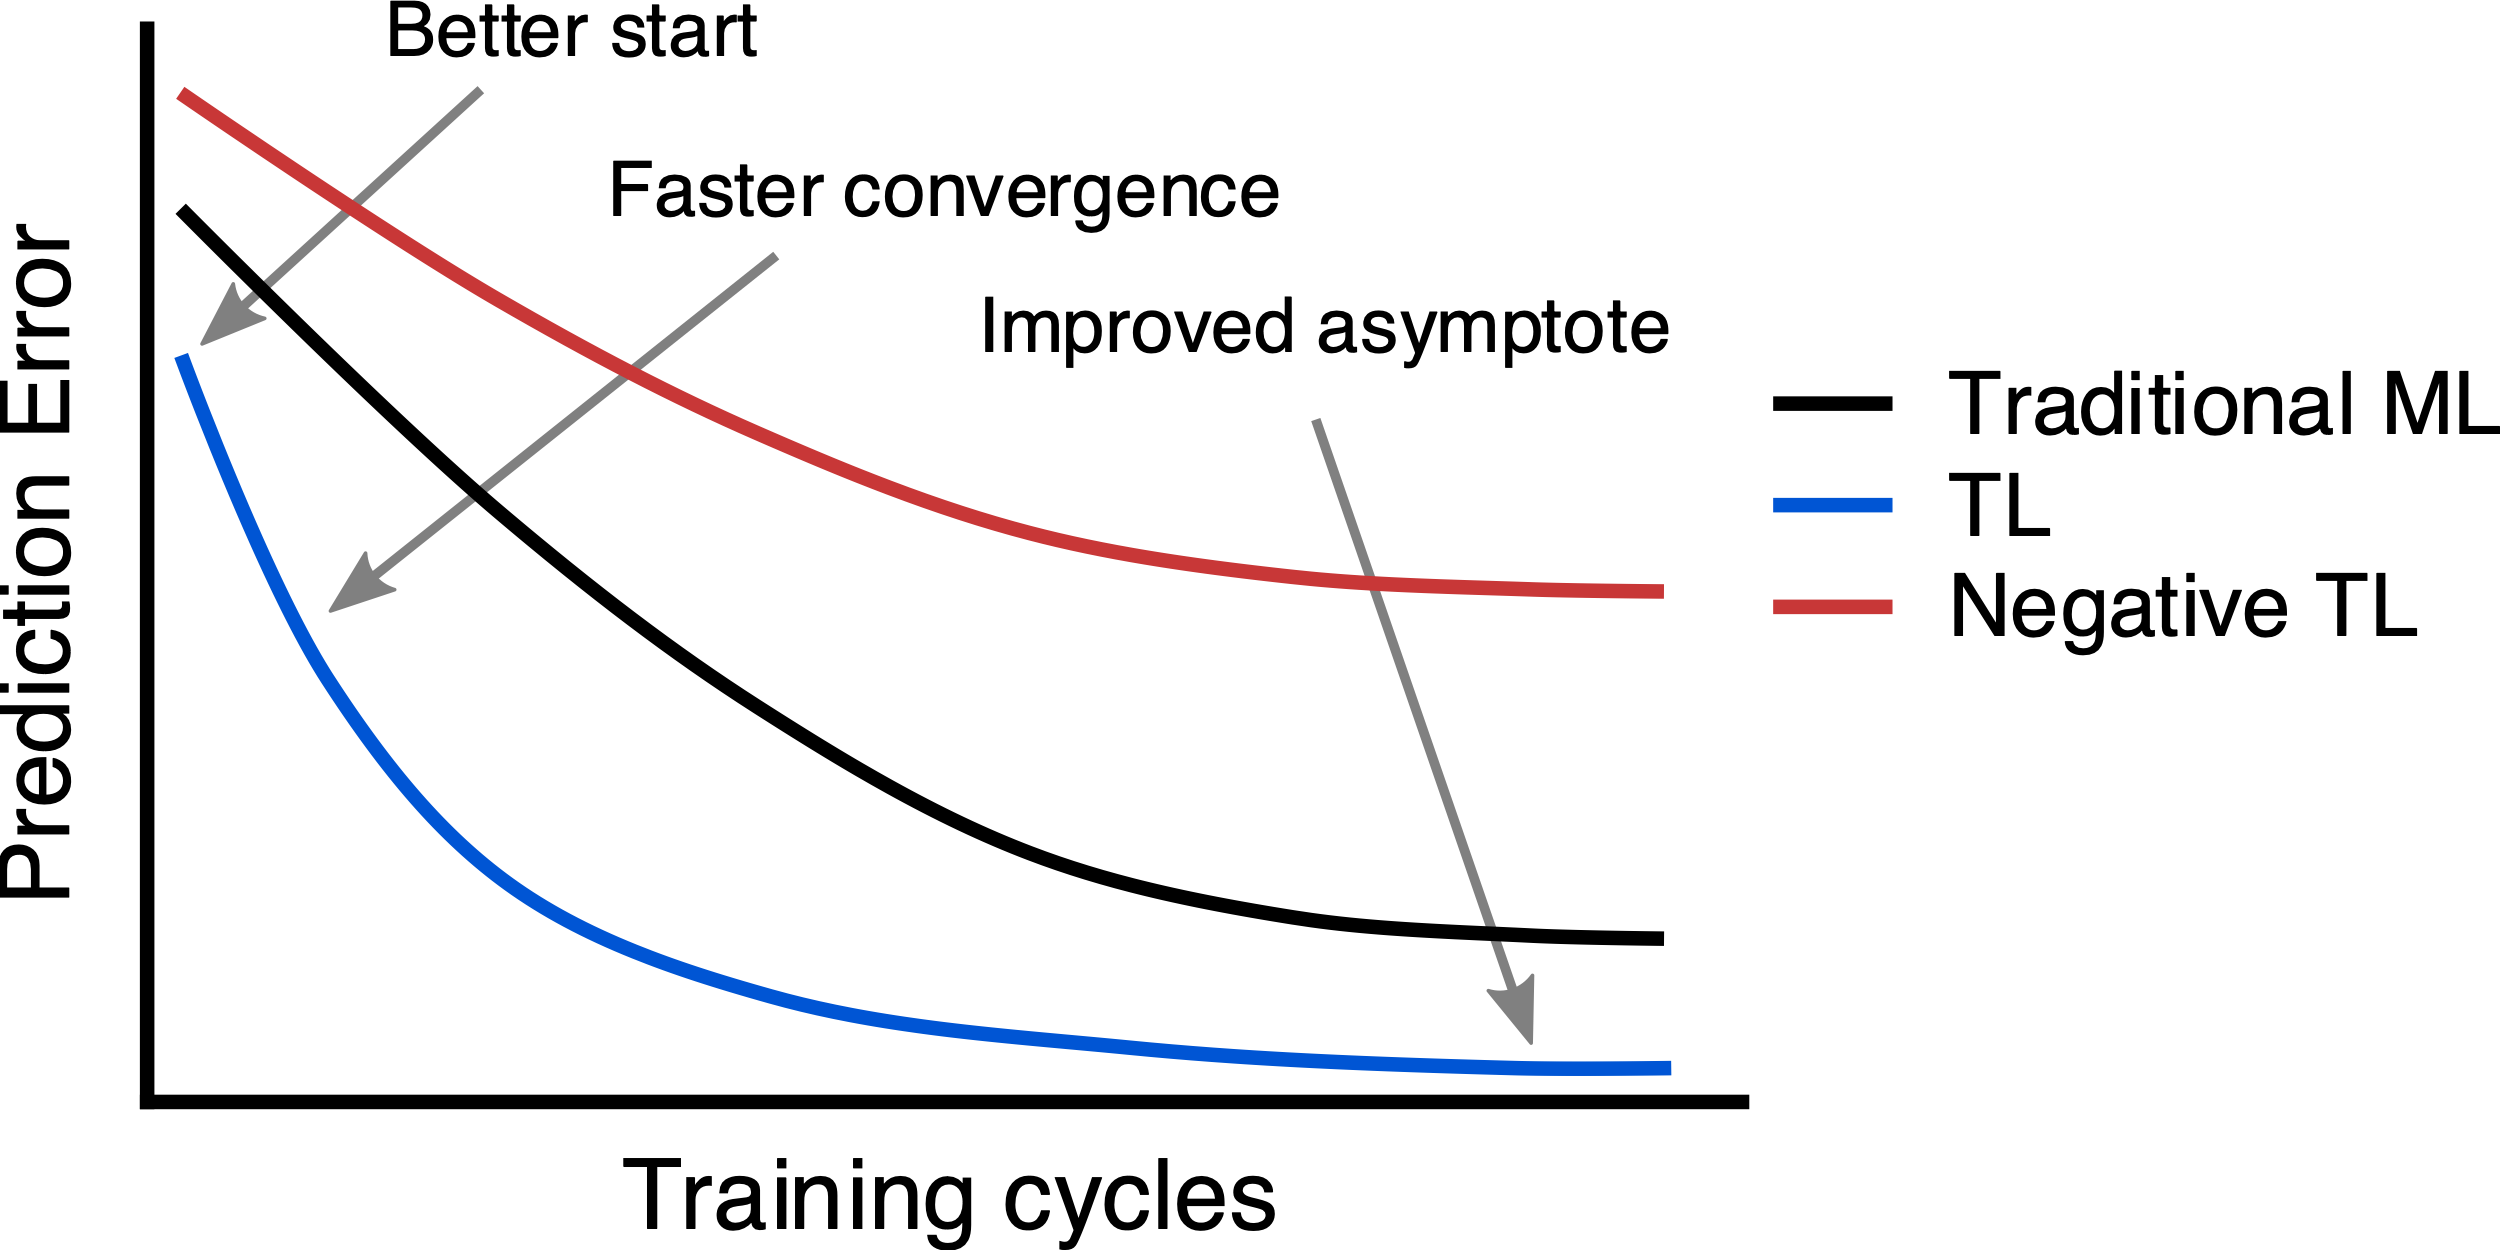 Better start
Faster convergence
Improved asymptote
Prediction Error
Traditional ML
TL
Negative TL
Training cycles